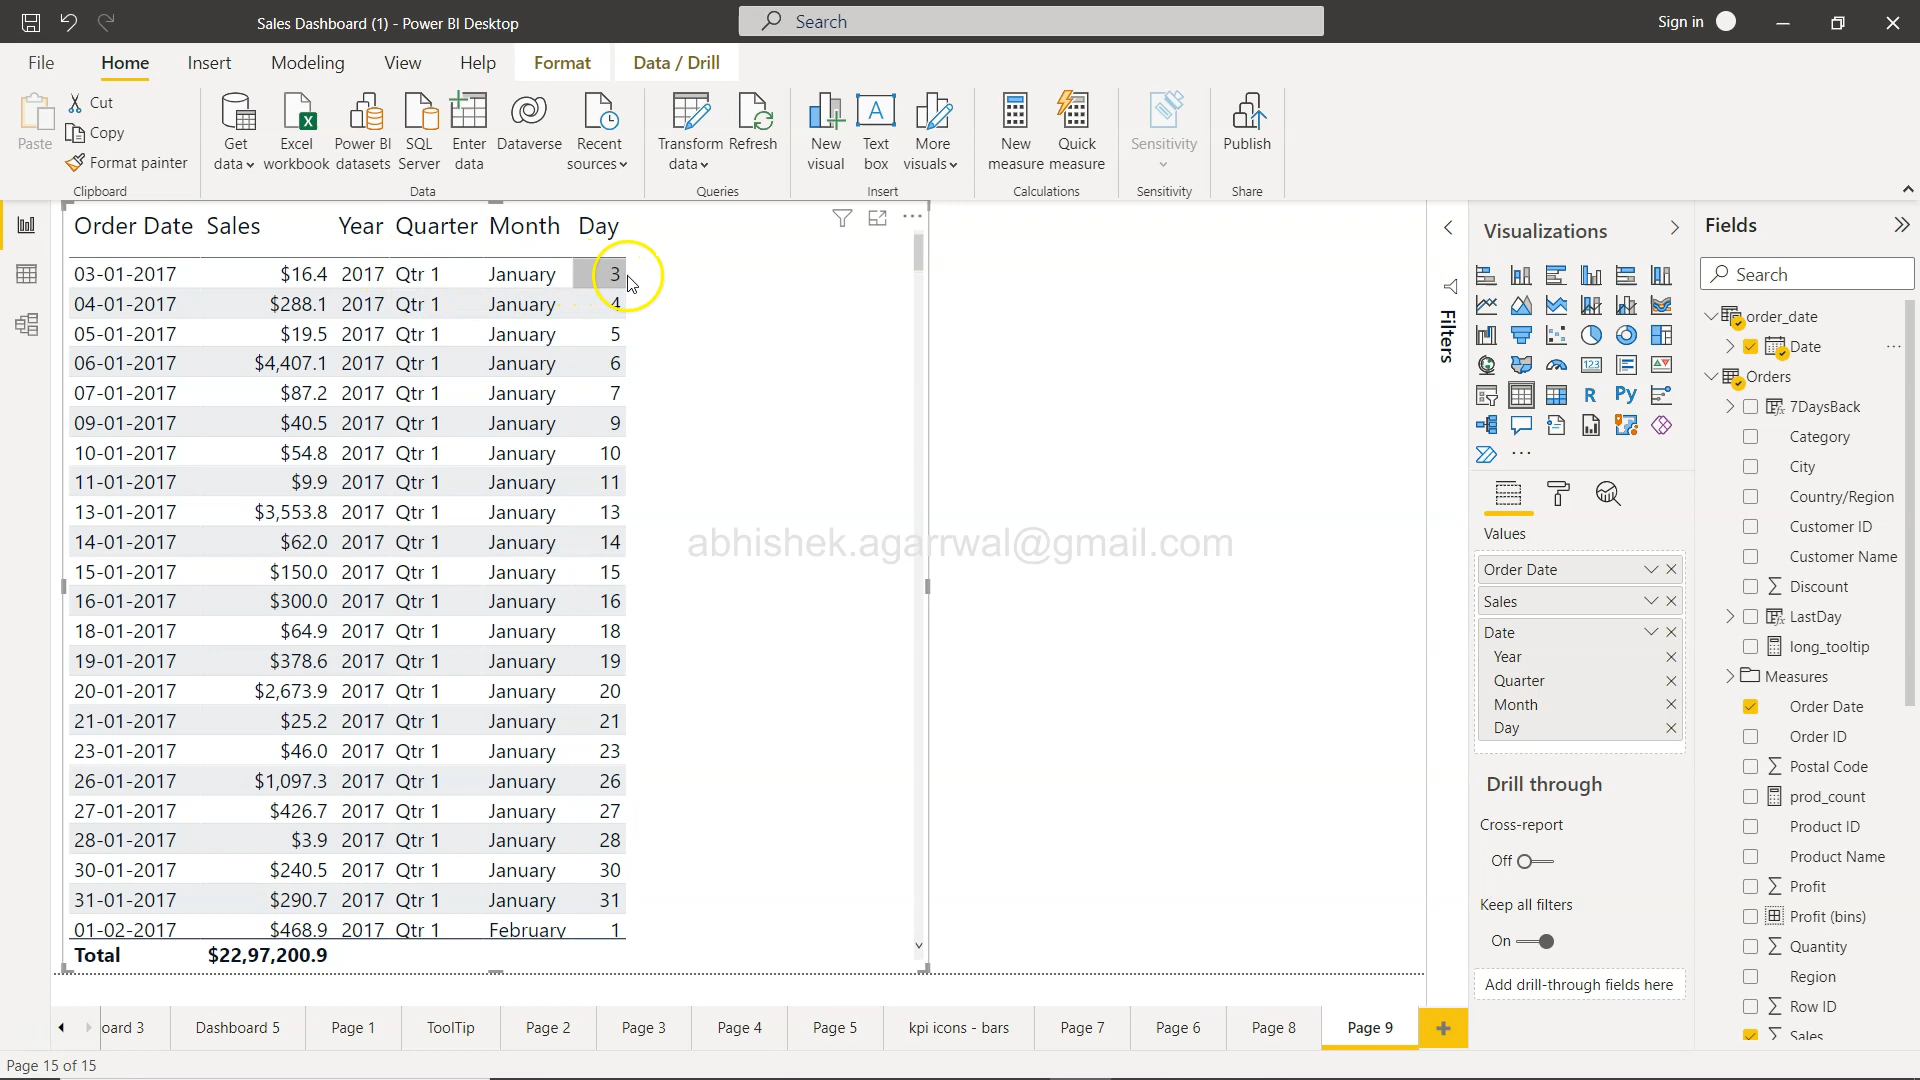 Sales Dashboard (1) - Power BI Desktop
Search
Sign in
File Home Insert Modeling View Help Format Data / Drill
Paste
Cut
Copy
Format painter
Clipboard
Get data
Excel workbook
Power BI datasets
SQL Server
Enter data
Dataverse
Recent sources
Data
Transform data
Refresh
Queries
New visual
Text box
More visuals
Insert
New measure
Quick measure
Calculations
Sensitivity
Sensitivity
Publish
Share
Order Date Sales Year Quarter Month Day
03-01-2017 $16.4 2017 Qtr 1 January 3
04-01-2017 $288.1 2017 Qtr 1 January 4
05-01-2017 $19.5 2017 Qtr 1 January 5
06-01-2017 $4,407.1 2017 Qtr 1 January 6
07-01-2017 $87.2 2017 Qtr 1 January 7
09-01-2017 $40.5 2017 Qtr 1 January 9
10-01-2017 $54.8 2017 Qtr 1 January 10
11-01-2017 $9.9 2017 Qtr 1 January 11
13-01-2017 $3,553.8 2017 Qtr 1 January 13
14-01-2017 $62.0 2017 Qtr 1 January 14
15-01-2017 $150.0 2017 Qtr 1 January 15
16-01-2017 $300.0 2017 Qtr 1 January 16
18-01-2017 $64.9 2017 Qtr 1 January 18
19-01-2017 $378.6 2017 Qtr 1 January 19
20-01-2017 $2,673.9 2017 Qtr 1 January 20
21-01-2017 $25.2 2017 Qtr 1 January 21
23-01-2017 $46.0 2017 Qtr 1 January 23
26-01-2017 $1,097.3 2017 Qtr 1 January 26
27-01-2017 $426.7 2017 Qtr 1 January 27
28-01-2017 $3.9 2017 Qtr 1 January 28
30-01-2017 $240.5 2017 Qtr 1 January 30
31-01-2017 $290.7 2017 Qtr 1 January 31
01-02-2017 $468.9 2017 Qtr 1 February 1
Total $22,97,200.9
abhishek.agarrwal@gmail.com
Filters
Visualizations
R Py
123
Values
Order Date
Sales
Date
Year
Quarter
Month
Day
Drill through
Cross-report
Off
Keep all filters
On
Add drill-through fields here
Fields
Search
order_date
Date
Orders
7DaysBack
Category
City
Country/Region
Customer ID
Customer Name
Discount
LastDay
long_tooltip
Measures
Order Date
Order ID
Postal Code
prod_count
Product ID
Product Name
Profit
Profit (bins)
Quantity
Region
Row ID
Sales
oard 3 Dashboard 5 Page 1 ToolTip Page 2 Page 3 Page 4 Page 5 kpi icons - bars Page 7 Page 6 Page 8 Page 9
Page 15 of 15